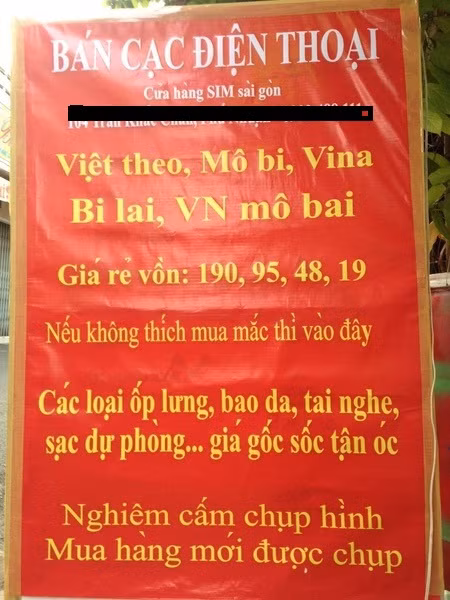 BÁN CẠC ĐIỆN THOẠI
Cưa hàng SIM sài gòn
Việt theo, Mô bi, Vina
Bi lai, VN mô bai
Giá rẻ vồn: 190, 95, 48, 19
Nếu không thích mua mắc thì vào đây
Các loại ốp lưng, bao da, tai nghe,
sạc dự phòng... giá gốc sốc tận óc
Nghiêm cấm chụp hình
Mua hàng mới được chụp